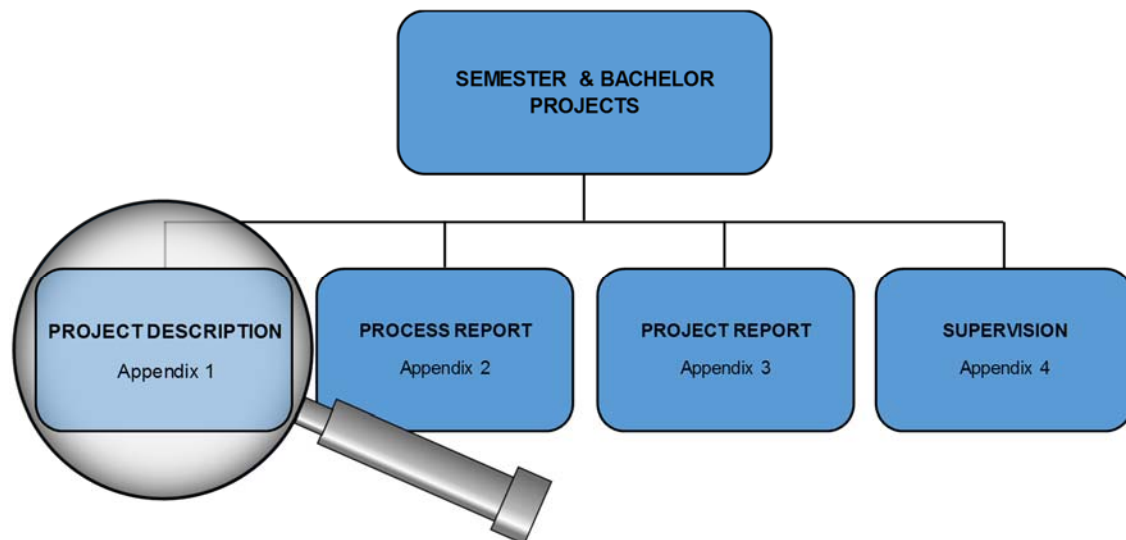 SEMESTER & BACHELOR
PROJECTS
PROJECT DESCRIPTION
Appendix 1
PROCESS REPORT
Appendix 2
PROJECT REPORT
Appendix 3
SUPERVISION
Appendix 4